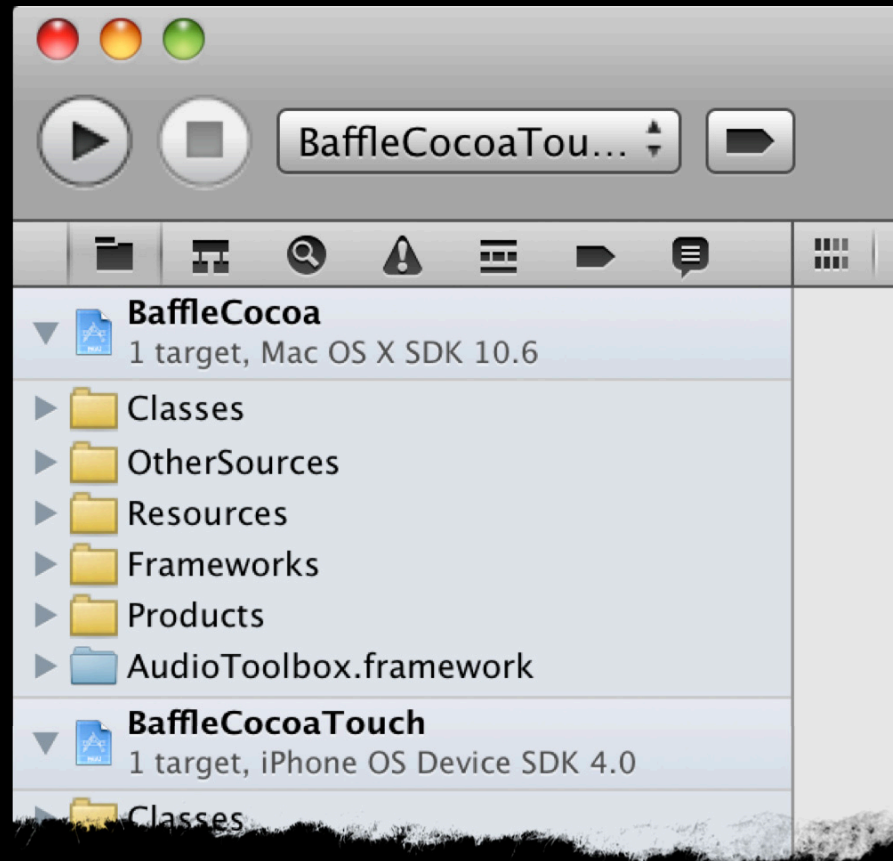 BaffleCocoaTou...
BaffleCocoa
1 target, Mac OS X SDK 10.6
Classes
OtherSources
Resources
Frameworks
Products
AudioToolbox.framework
BaffleCocoaTouch
1 target, iPhone OS Device SDK 4.0
Classes